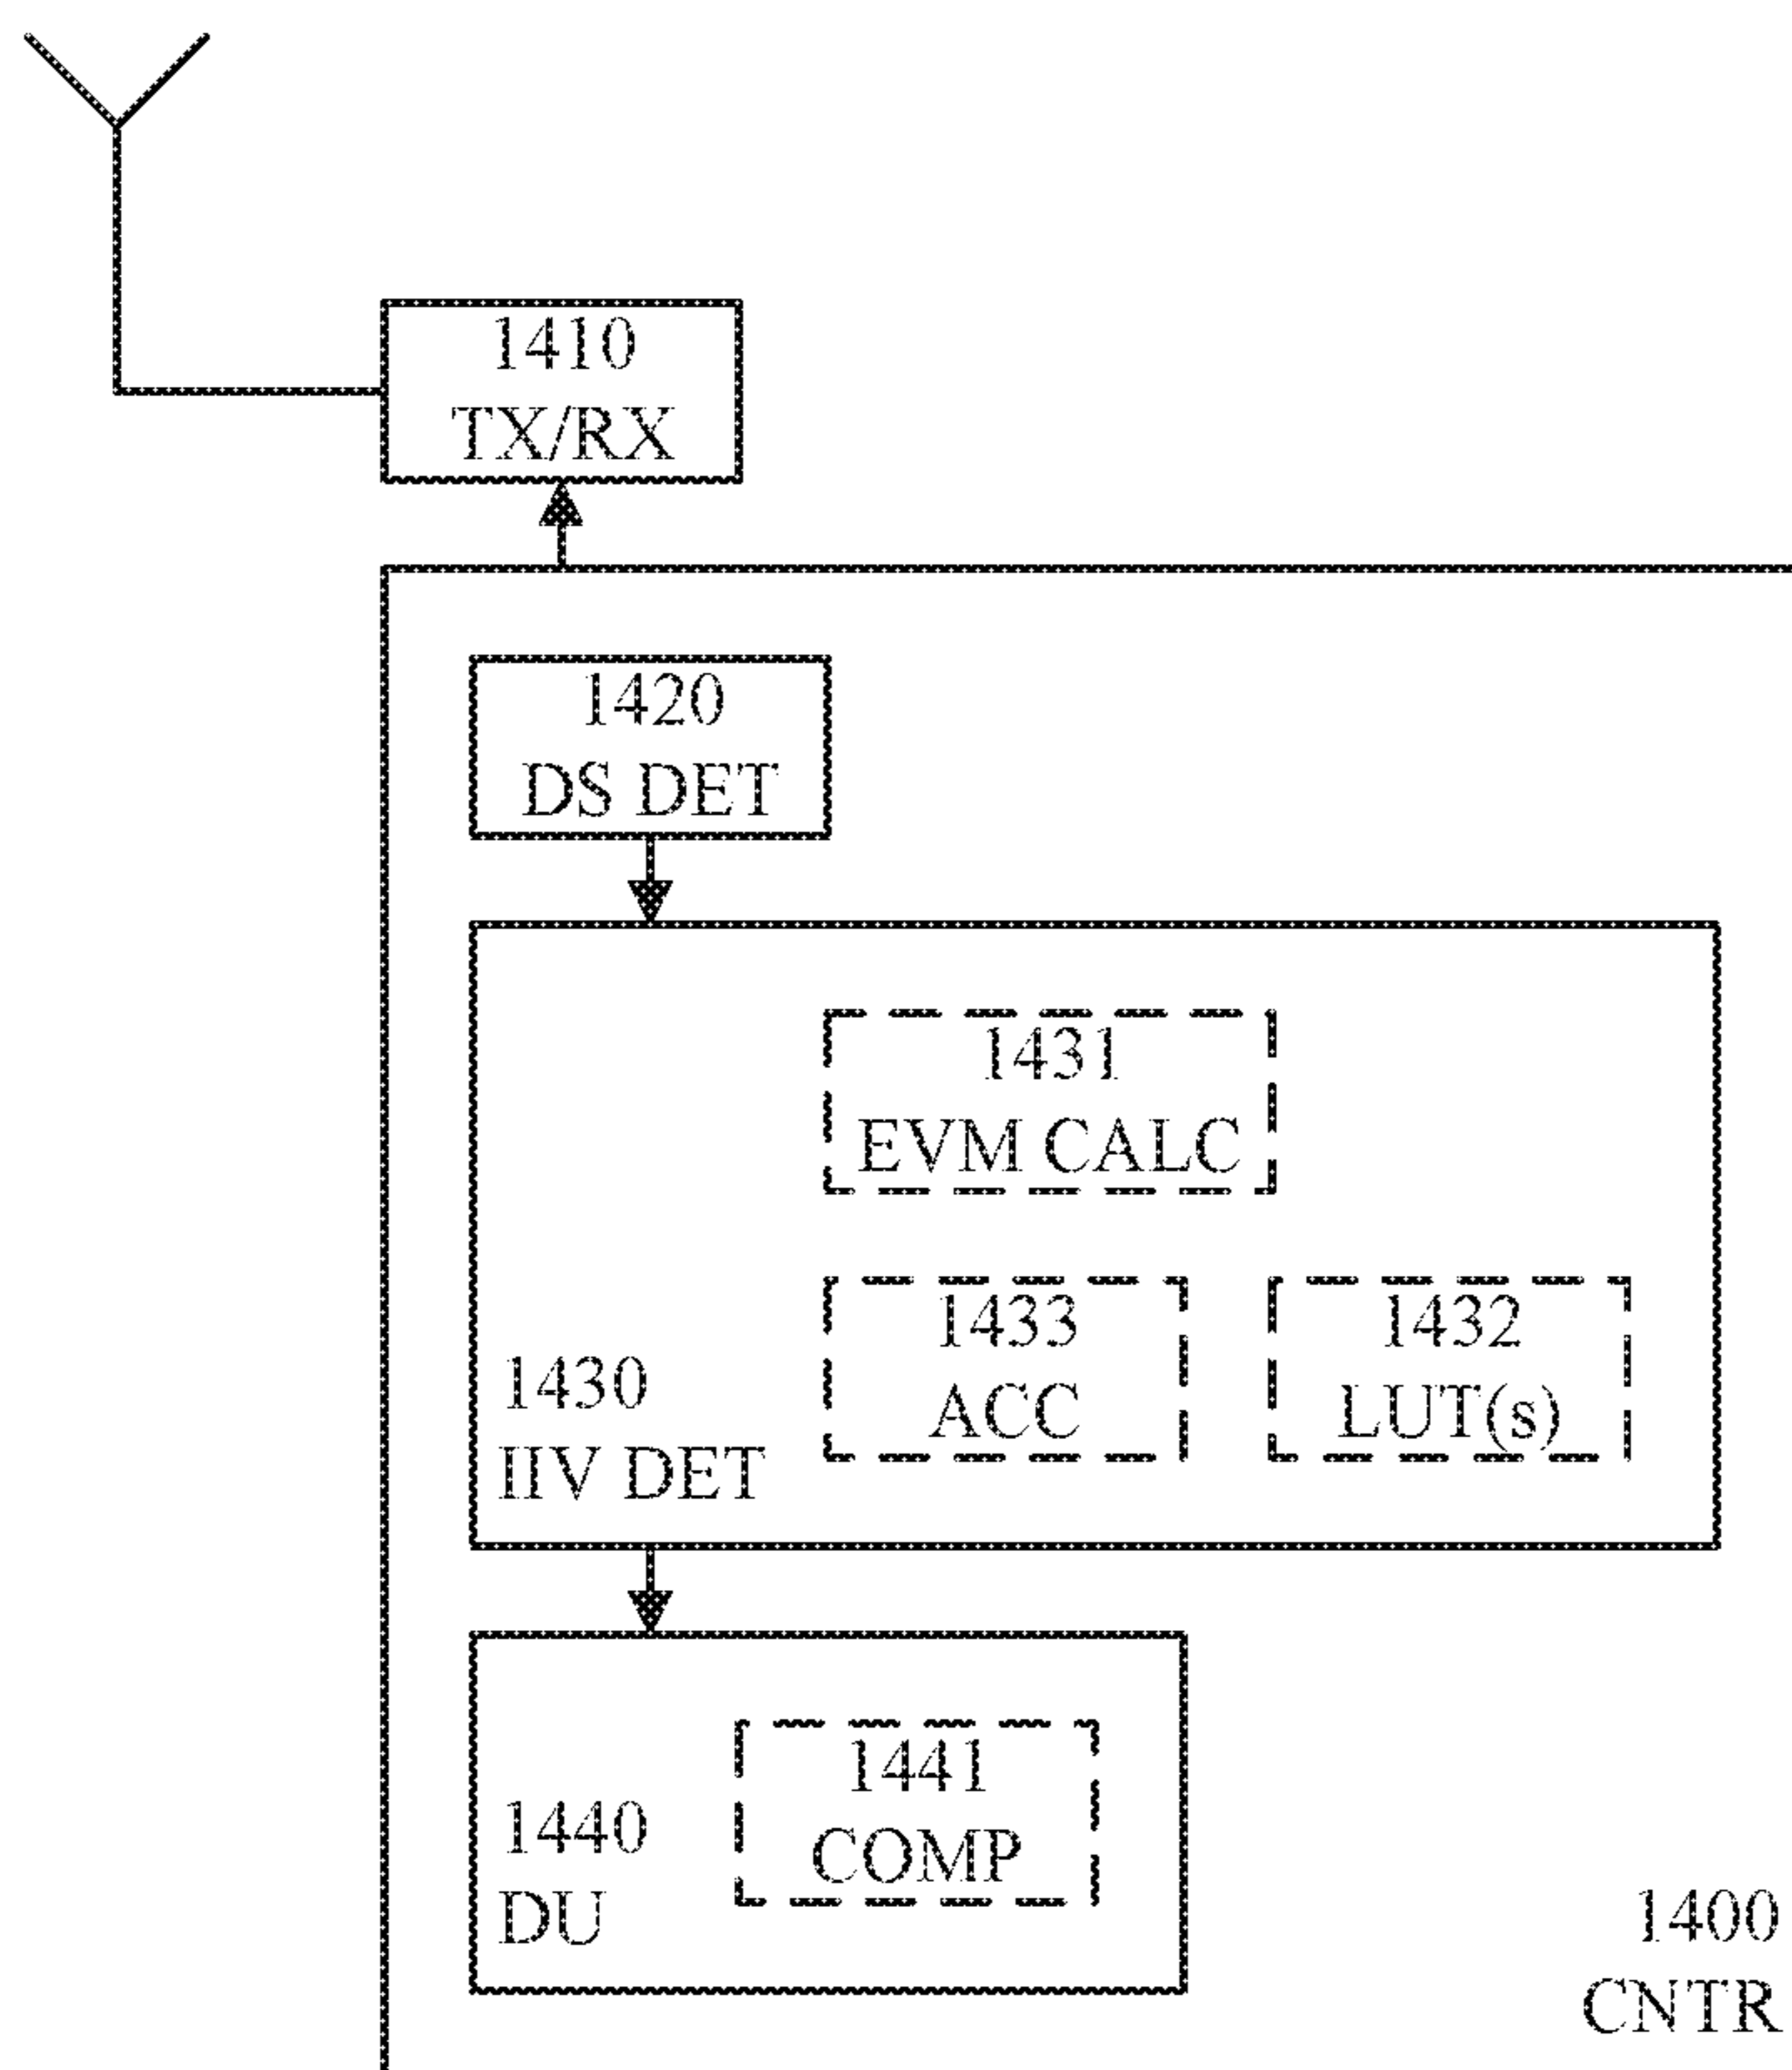 1410
TX/RX
1420
DS DET
1431
EVM CALC
1433
ACC
1432
LUT(s)
1430
IIV DET
1441
COMP
1440
DU
1400
CNTR